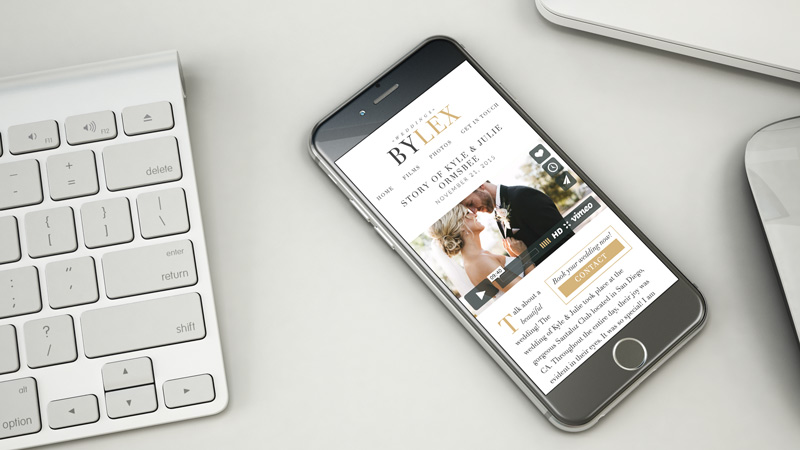 WEDDINGS
BYLEX
HOME FILMS PHOTOS GET IN TOUCH
STORY OF KYLE & JULIE
ORMSBEE
NOVEMBER 21, 2015
09:40
HD vimeo
Book your wedding now!
CONTACT
Talk about a
beautiful
wedding! The
wedding of Kyle & Julie took place at the
gorgeous Santaluz Club located in San Diego,
CA. Throughout the entire day, their joy was
evident in their eyes. It was so special! I am
F11 F12
delete
- + =
{ [ } ] | \
enter
return
: ; " '
shift
? /
alt
option